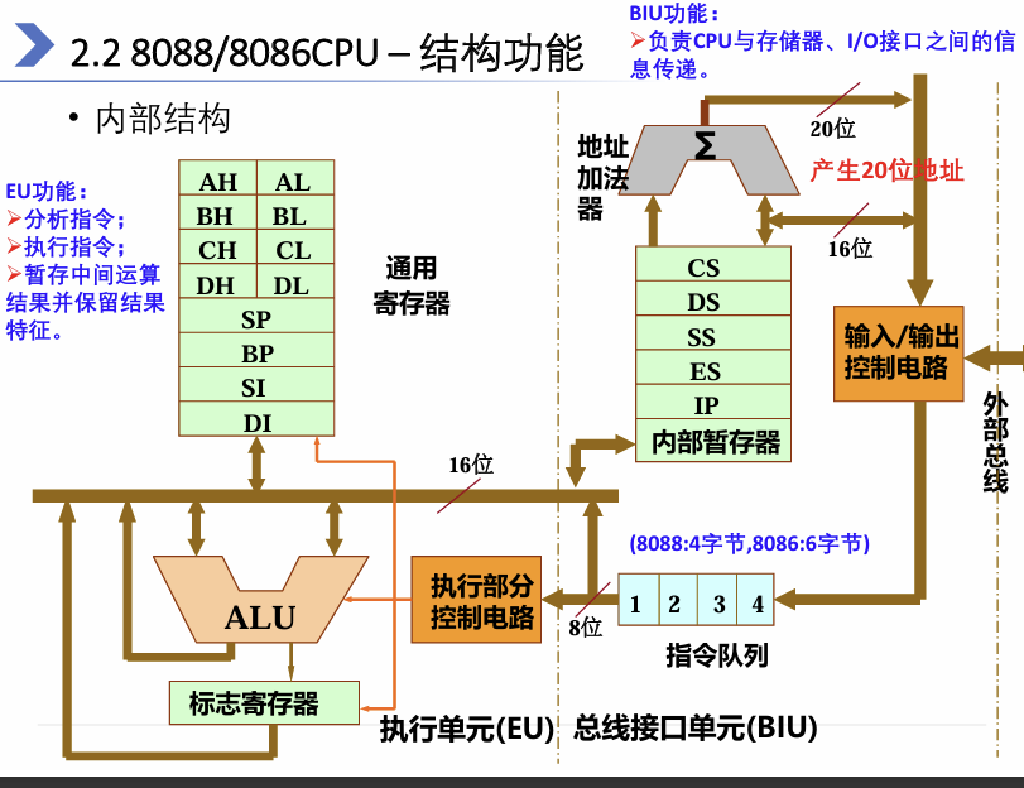 2.2 8088/8086CPU – 结构功能
BIU功能：
➢负责CPU与存储器、I/O接口之间的信
息传递。
• 内部结构
EU功能：
➢分析指令；
➢执行指令；
➢暂存中间运算
结果并保留结果
特征。
AH AL
BH BL
CH CL
DH DL
SP
BP
SI
DI
通用
寄存器
16位
ALU
执行部分
控制电路
标志寄存器
执行单元(EU)
地址
加法
器
Σ
20位
产生20位地址
16位
CS
DS
SS
ES
IP
内部暂存器
输入/输出
控制电路
外
部
总
线
(8088:4字节,8086:6字节)
1 2 3 4
8位
指令队列
总线接口单元(BIU)